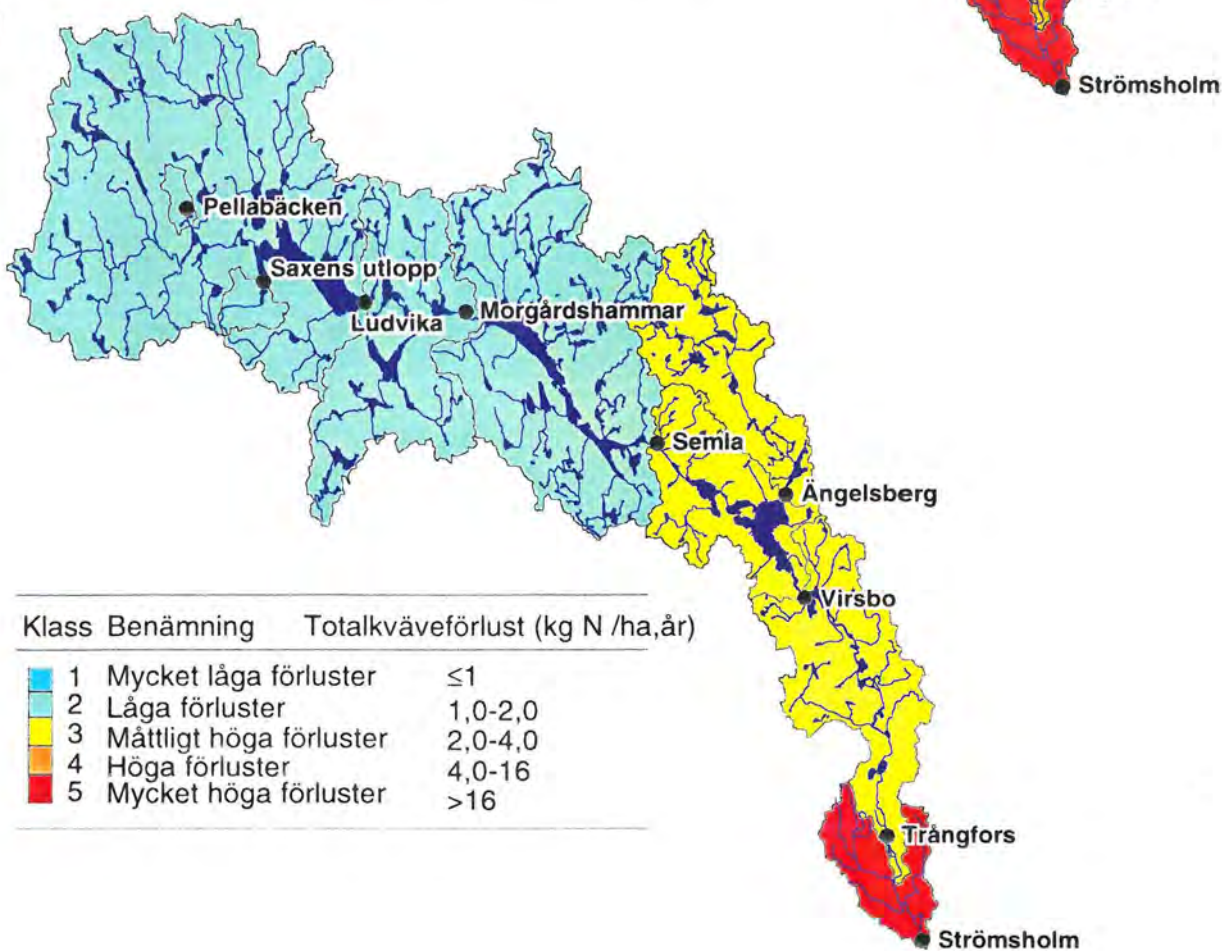 Strömsholm
Pellabäcken
Saxens utlopp
Ludvika
Morgårdshammar
Semla
Ängelsberg
Virsbo
Klass Benämning Totalkväveförlust (kg N /ha,år)
1 Mycket låga förluster ≤1
2 Låga förluster 1,0-2,0
3 Måttligt höga förluster 2,0-4,0
4 Höga förluster 4,0-16
5 Mycket höga förluster >16
Trångfors
Strömsholm